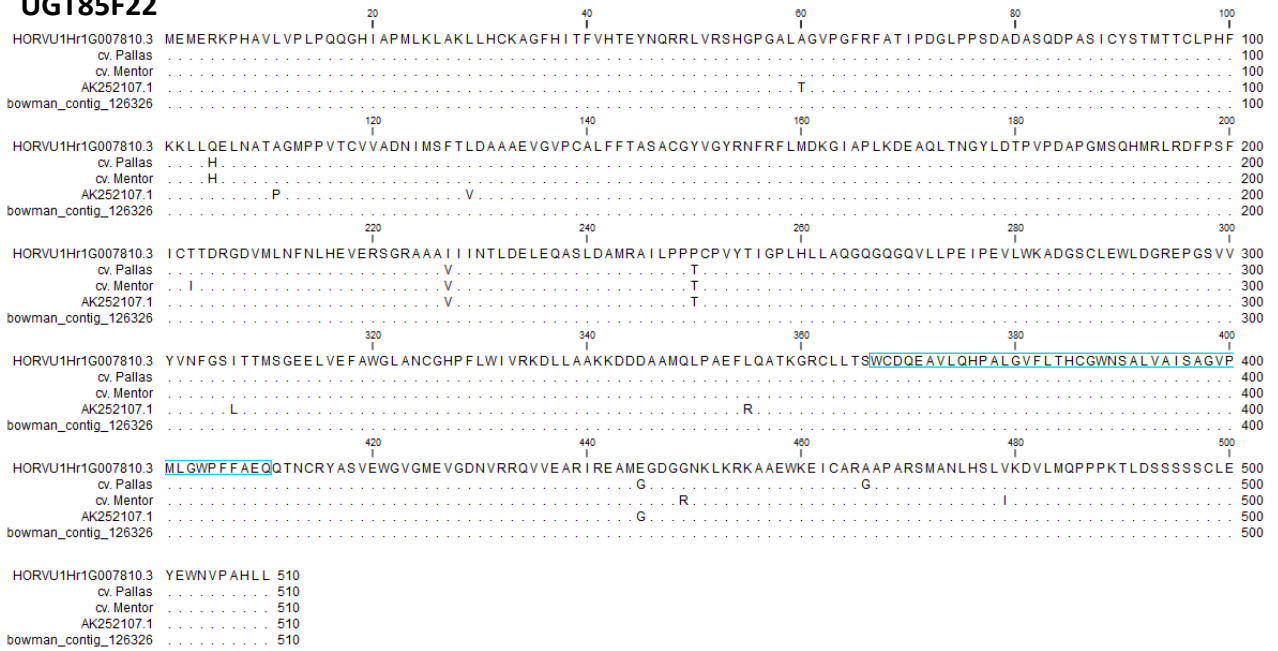 UGT85F22
20 40 60 80 100
HORVU1Hr1G007810.3 MEMERKPHAVLVPLPQQGHIAPMLKLAKLLHCKAGFHITFVHTEYNQRRLVRSHGPGALAGVPGFRFATIPDGLPPSDADASQDPASICYSTMTTCLPHF 100
cv. Pallas .................................................................................................... 100
cv. Mentor .................................................................................................... 100
AK252107.1 ...........................................................T........................................ 100
bowman_contig_126326 .................................................................................................... 100
120 140 160 180 200
HORVU1Hr1G007810.3 KKLLQELNATAGMPPVTCVVADNIMSFTLDAAAEVGVPCALFFTASACGYVGYRNFRFLMDKGIAPLKDEAQLTNGYLDTPVPDAPGMSQHMRLRDFPSF 200
cv. Pallas ....H............................................................................................... 200
cv. Mentor ....H............................................................................................... 200
AK252107.1 ..........P.................V....................................................................... 200
bowman_contig_126326 .................................................................................................... 200
220 240 260 280 300
HORVU1Hr1G007810.3 ICTTDRGDVMLNFNLHEVERSGRAAAIIINTLDELEQASLDAMRAILPPPCPVYTIGPLHLLAQGQGQGQGVLLPEIPEVLWKADGSCLEWLDGREPGSVV 300
cv. Pallas ..........................V......................T.................................................. 300
cv. Mentor ..I.......................V......................T.................................................. 300
AK252107.1 ..........................V......................T.................................................. 300
bowman_contig_126326 .................................................................................................... 300
320 340 360 380 400
HORVU1Hr1G007810.3 YVNFGSITTMSGEELVEFAWGLANCGHPFLWIVRKDLLAAKKDDDAAMQLPAEFLQATKGRCLLTSWCDQEAVLQHPALGVFLTHCGWNSALVAISAGVP 400
cv. Pallas .................................................................................................... 400
cv. Mentor .................................................................................................... 400
AK252107.1 ......L...............................................R............................................. 400
bowman_contig_126326 .................................................................................................... 400
420 440 460 480 500
HORVU1Hr1G007810.3 MLGWPFFAEQQTNCRYASVEWGVGMEVGDNVRRQVVEARIREAMEGDGGNKLKRKAAEWKEICARAAPARSMANLHSLVKDVLMQPPPKTLDSSSSSCLE 500
cv. Pallas ............................................G....................G.................................. 500
cv. Mentor ................................................R.............................I..................... 500
AK252107.1 ............................................G....................................................... 500
bowman_contig_126326 .................................................................................................... 500
HORVU1Hr1G007810.3 YEWNVPAHLL 510
cv. Pallas .......... 510
cv. Mentor .......... 510
AK252107.1 .......... 510
bowman_contig_126326 .......... 510